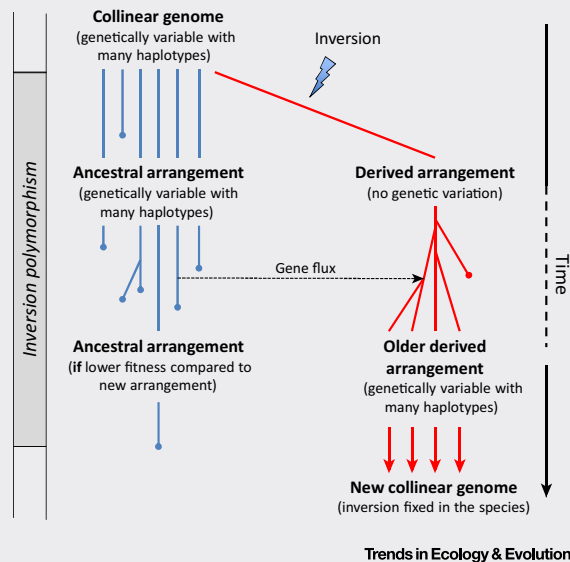 Collinear genome
(genetically variable with
many haplotypes)
Inversion
Inversion polymorphism
Ancestral arrangement
(genetically variable with
many haplotypes)
Derived arrangement
(no genetic variation)
Time
Gene flux
Ancestral arrangement
(if lower fitness compared to
new arrangement)
Older derived
arrangement
(genetically variable with
many haplotypes)
New collinear genome
(inversion fixed in the species)
Trends in Ecology & Evolution